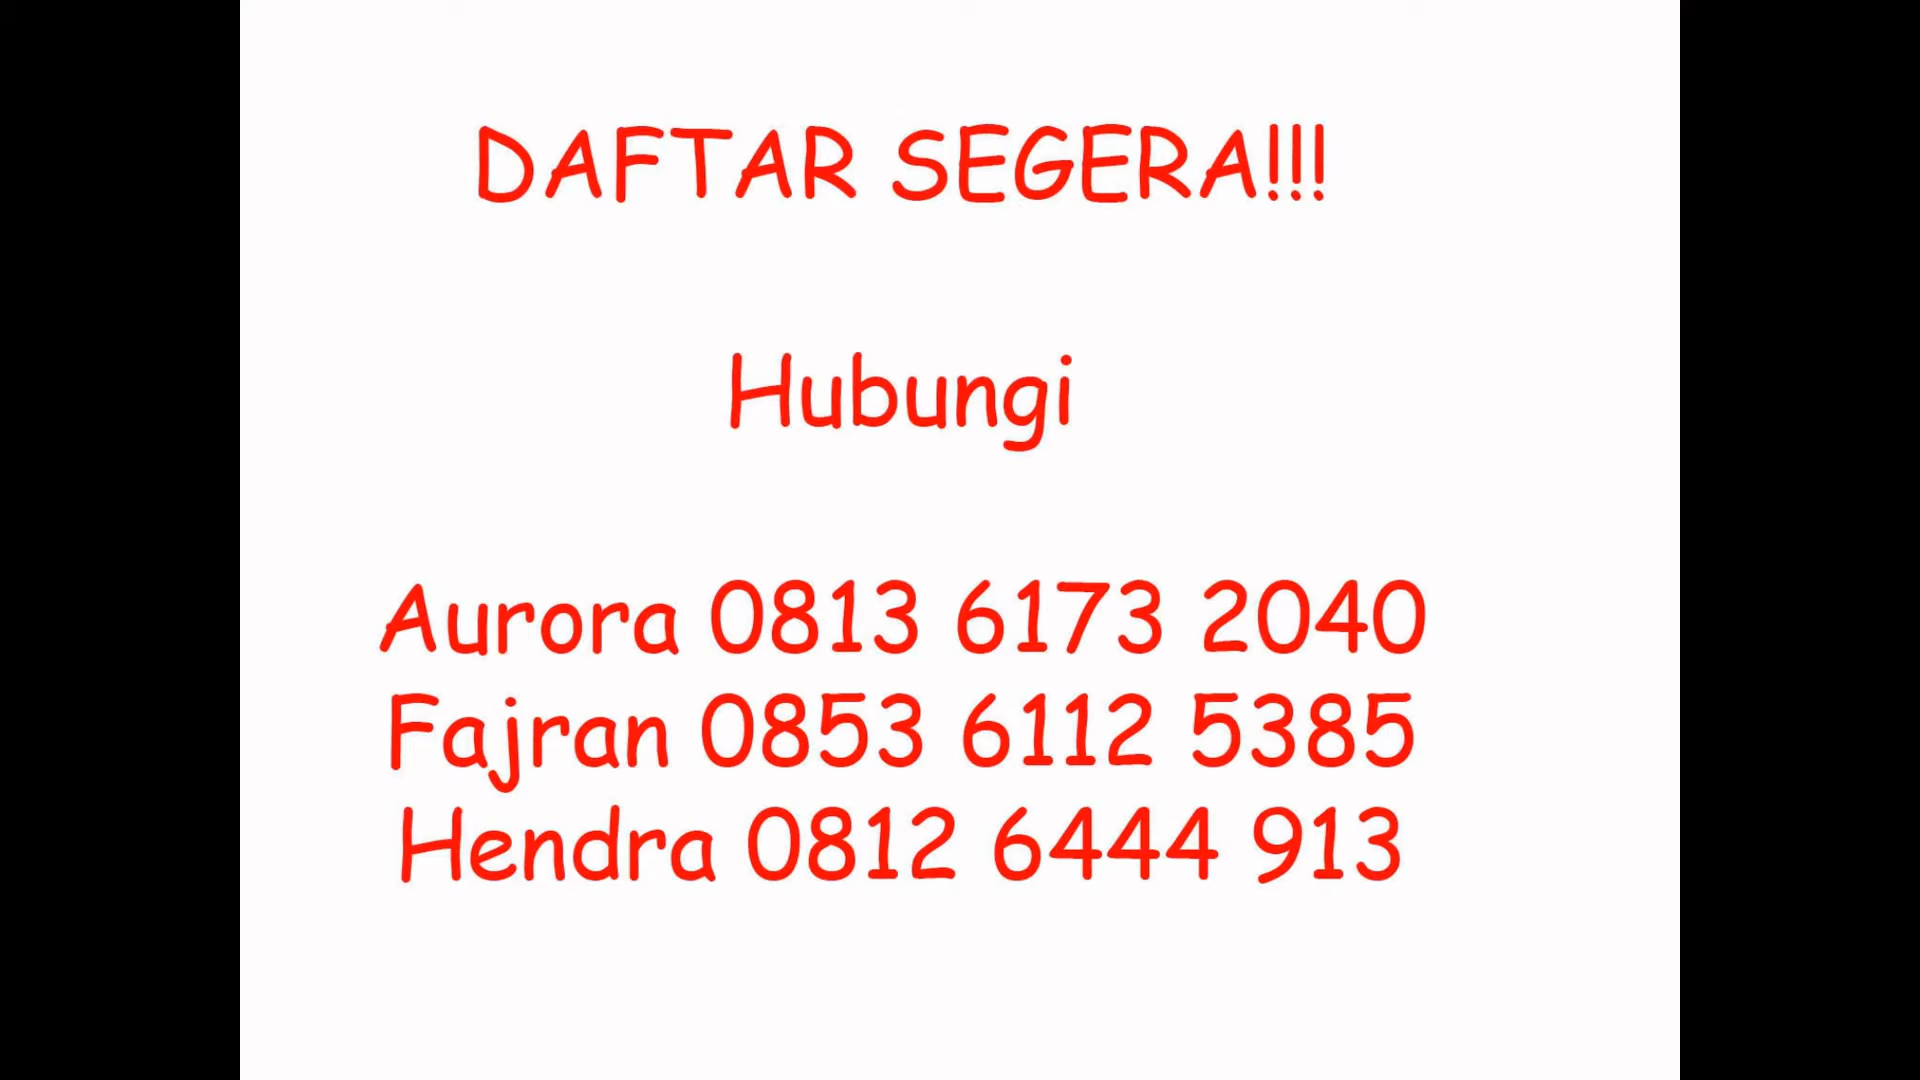 DAFTAR SEGERA!!!
Hubungi
Aurora 0813 6173 2040
Fajran 0853 6112 5385
Hendra 0812 6444 913